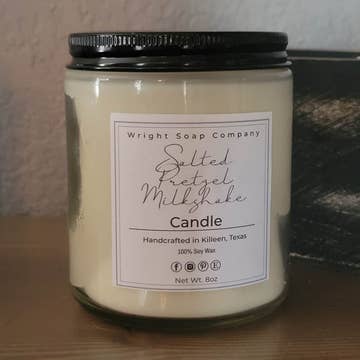 Wright Soap Company
Salted
Pretzel
Milkshake
Candle
Handcrafted in Killeen, Texas
100% Soy Wax
Net Wt. 8oz